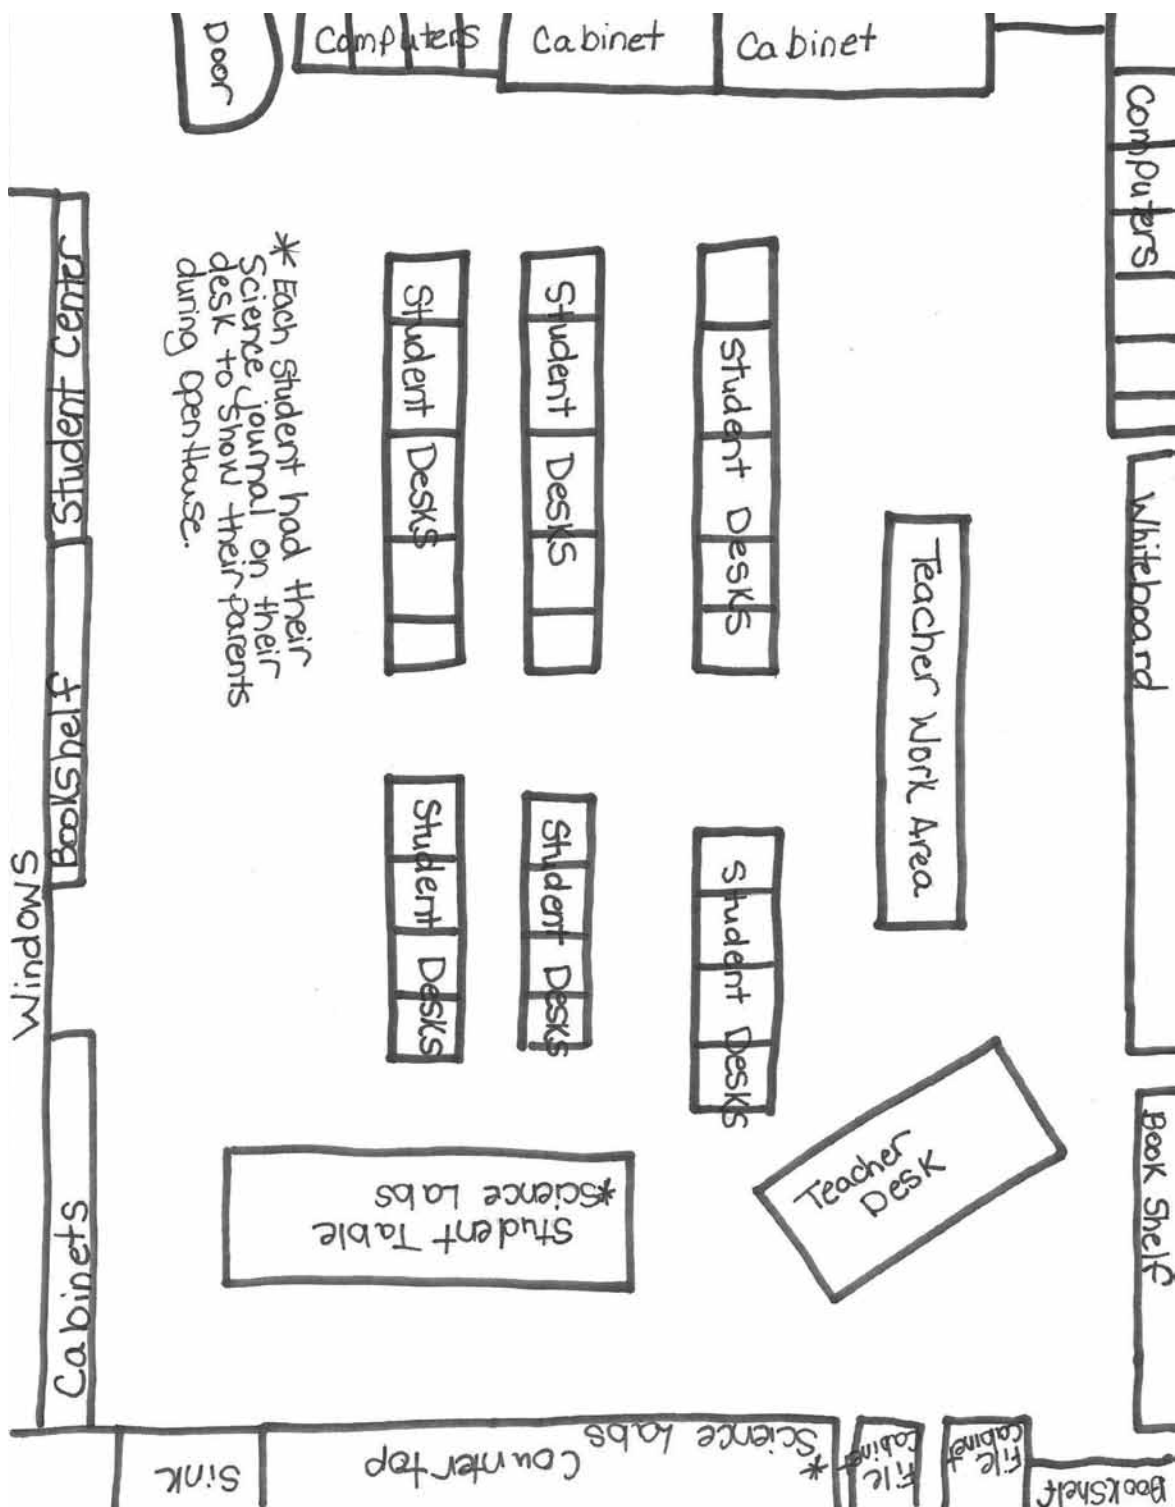 Door
Computers
Cabinet
Cabinet
Computers
Student Center
* Each student had their
Science journal on their
desk to show their parents
during Open House.
Student Desks
Student Desks
Student Desks
Whiteboard
Teacher Work Area
Bookshelf
Windows
Student Desks
Student Desks
Student Desks
Teacher
Desk
Book Shelf
Student Table
*Science Labs
Cabinets
Sink
Counter top
*Science Labs
File
Cabinet
File
Cabinet
BookShelf